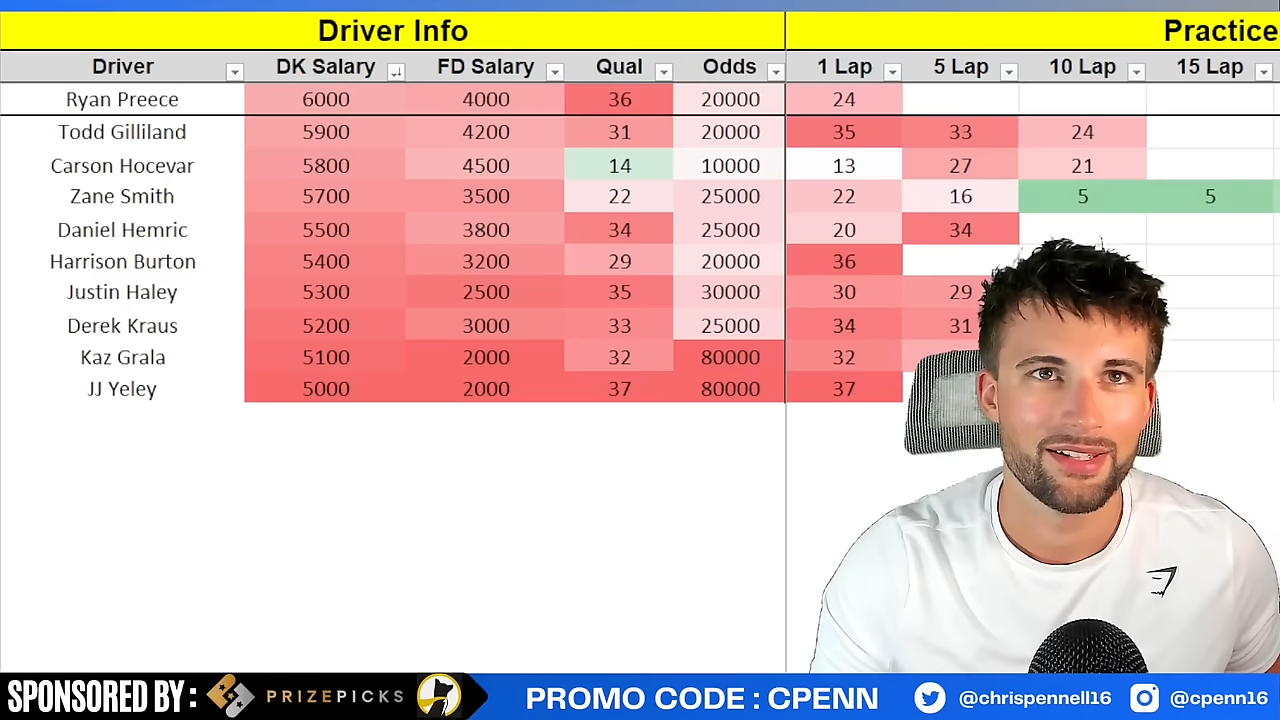 Driver Info Practice
Driver DK Salary FD Salary Qual Odds 1 Lap 5 Lap 10 Lap 15 Lap
Ryan Preece 6000 4000 36 20000 24
Todd Gilliland 5900 4200 31 20000 35 33 24
Carson Hocevar 5800 4500 14 10000 13 27 21
Zane Smith 5700 3500 22 25000 22 16 5 5
Daniel Hemric 5500 3800 34 25000 20 34
Harrison Burton 5400 3200 29 20000 36
Justin Haley 5300 2500 35 30000 30 29
Derek Kraus 5200 3000 33 25000 34 31
Kaz Grala 5100 2000 32 80000 32
JJ Yeley 5000 2000 37 80000 37
SPONSORED BY : PRIZEPICKS PROMO CODE : CPENN @chrispennell16 @cpenn16